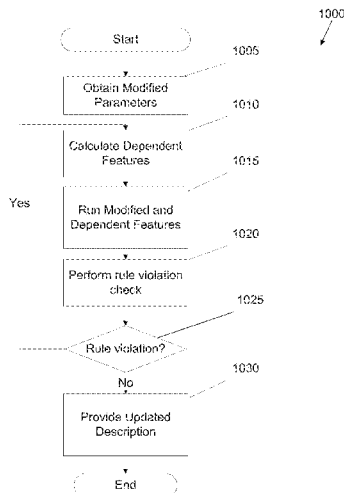 1000
Start
1005
Obtain Modified
Parameters
1010
Calculate Dependent
Features
1015
Yes
Run Modified and
Dependent Features
1020
Perform rule violation
check
1025
Rule violation?
No
1030
Provide Updated
Description
End